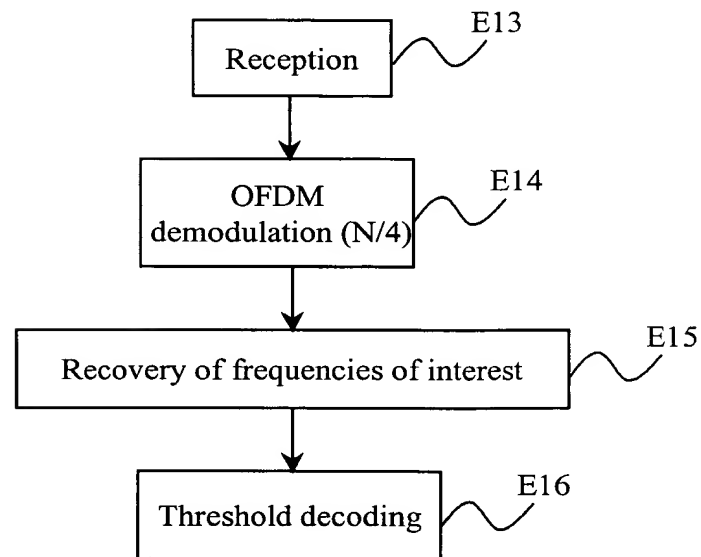 E13
Reception
E14
OFDM
demodulation (N/4)
E15
Recovery of frequencies of interest
E16
Threshold decoding